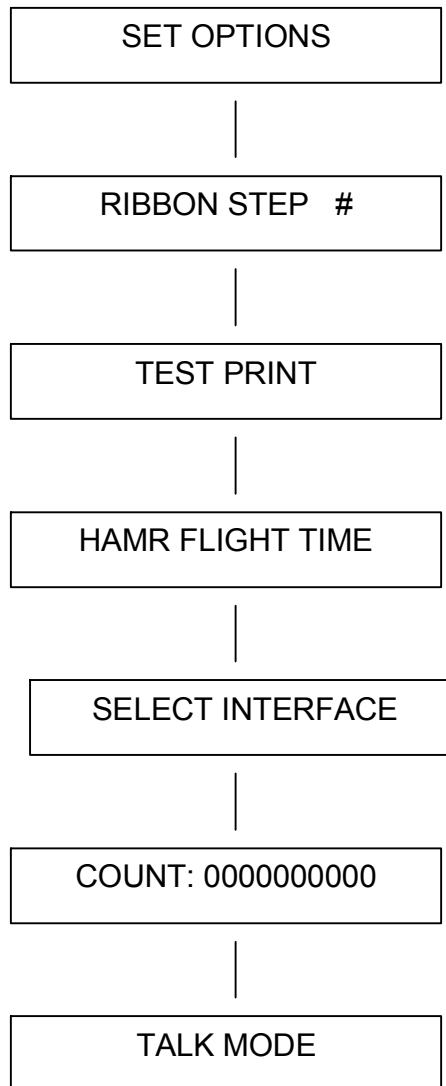 SET OPTIONS
RIBBON STEP #
TEST PRINT
HAMR FLIGHT TIME
SELECT INTERFACE
COUNT: 0000000000
TALK MODE